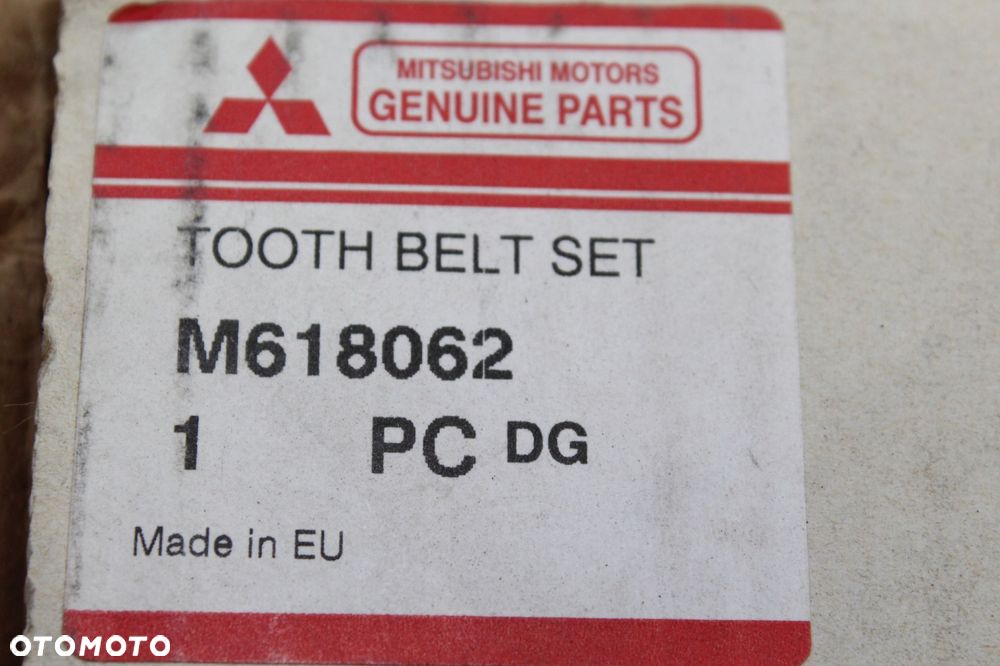 MITSUBISHI MOTORS
GENUINE PARTS
TOOTH BELT SET
M618062
1 PC DG
Made in EU
OTOMOTO